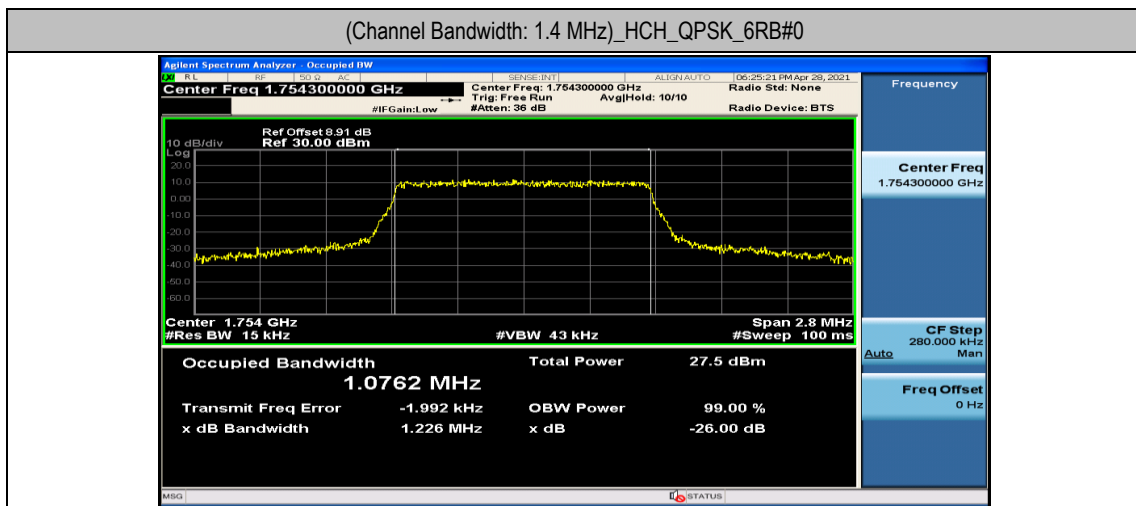 (Channel Bandwidth: 1.4 MHz)_HCH_QPSK_6RB#0
Agilent Spectrum Analyzer - Occupied BW
LXI RL RF 50 Ω AC SENSE:INT ALIGN AUTO 06:25:21 PM Apr 28, 2021
Center Freq 1.754300000 GHz Center Freq: 1.754300000 GHz Radio Std: None
Trig: Free Run Avg|Hold: 10/10
#IFGain:Low #Atten: 36 dB Radio Device: BTS
Ref Offset 8.91 dB
10 dB/div Ref 30.00 dBm
Log
20.0
10.0
0.00
-10.0
-20.0
-30.0
-40.0
-50.0
-60.0
Center 1.754 GHz Span 2.8 MHz
#Res BW 15 kHz #VBW 43 kHz #Sweep 100 ms
Occupied Bandwidth Total Power 27.5 dBm
1.0762 MHz
Transmit Freq Error -1.992 kHz OBW Power 99.00 %
x dB Bandwidth 1.226 MHz x dB -26.00 dB
MSG STATUS
Frequency
Center Freq
1.754300000 GHz
CF Step
280.000 kHz
Auto Man
Freq Offset
0 Hz